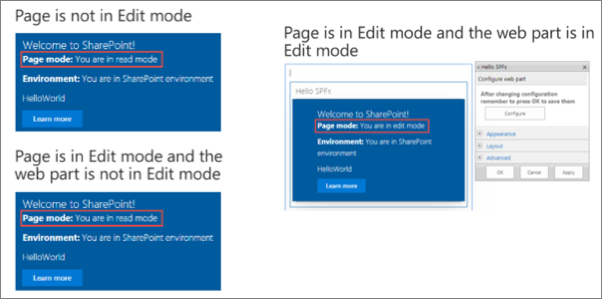 Page is not in Edit mode
Welcome to SharePoint!
Page mode: You are in read mode
Environment: You are in SharePoint environment
HelloWorld
Learn more
Page is in Edit mode and the
web part is not in Edit mode
Welcome to SharePoint!
Page mode: You are in read mode
Environment: You are in SharePoint environment
HelloWorld
Learn more
Page is in Edit mode and the web part is in
Edit mode
Hello SPFx
Welcome to SharePoint!
Page mode: You are in edit mode
Environment: You are in SharePoint
environment
HelloWorld
Learn more
Hello SPFx
Configure web part
After changing configuration
remember to press OK to save them
Configure
Appearance
Layout
Advanced
OK
Cancel
Apply